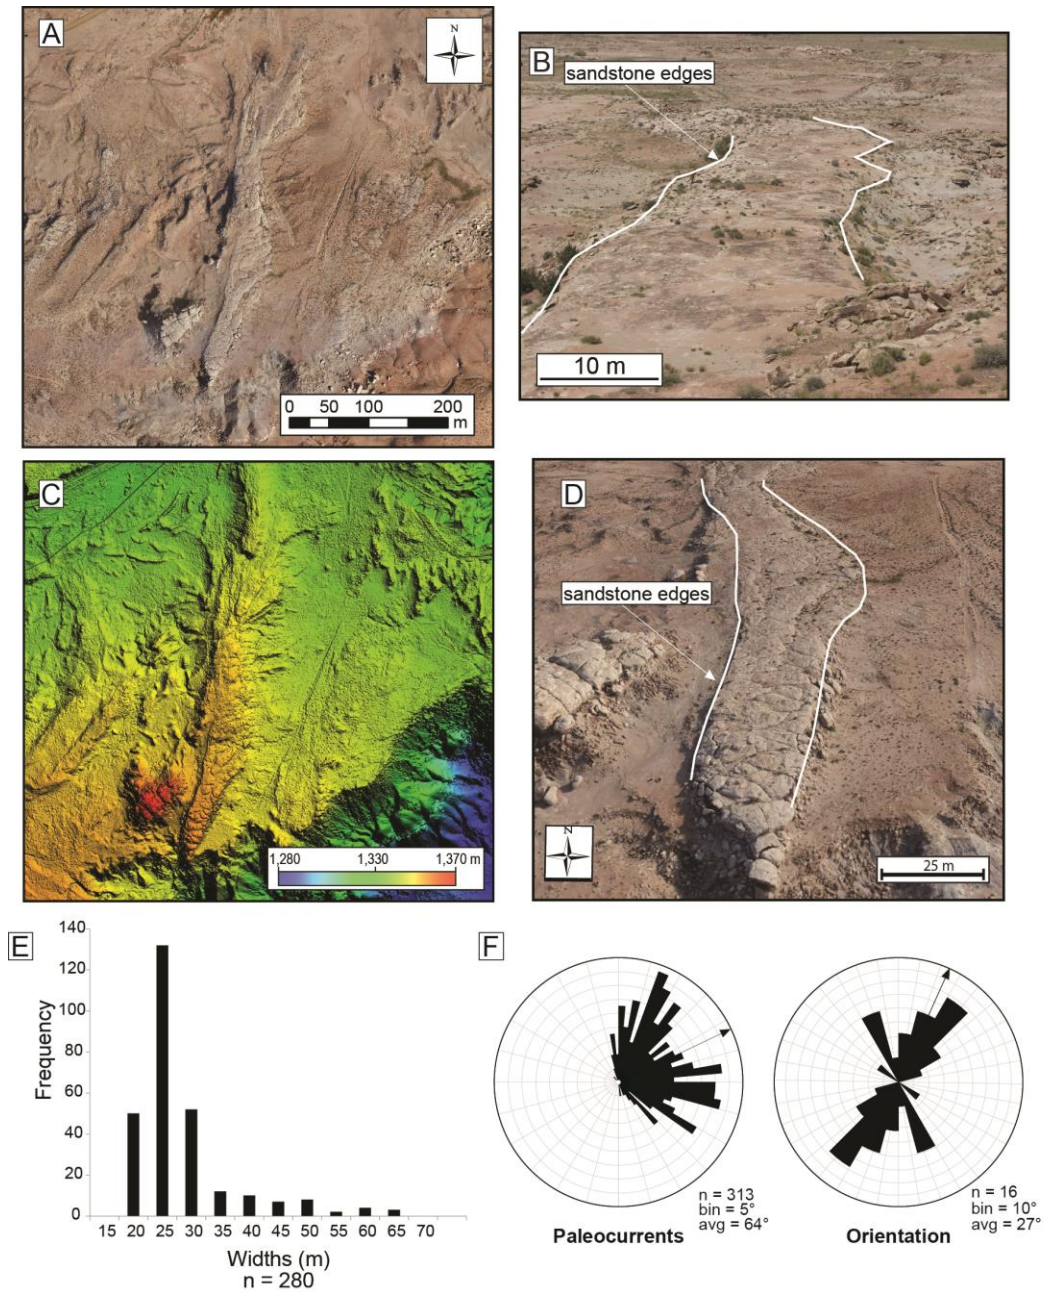 A
N
0 50 100 200
m
B
sandstone edges
10 m
C
1,280 1,330 1,370 m
D
sandstone edges
N
25 m
E
140
120
100
80
60
40
20
0
Frequency
15 20 25 30 35 40 45 50 55 60 65 70
Widths (m)
n = 280
F
n = 313
bin = 5°
avg = 64°
Paleocurrents
n = 16
bin = 10°
avg = 27°
Orientation